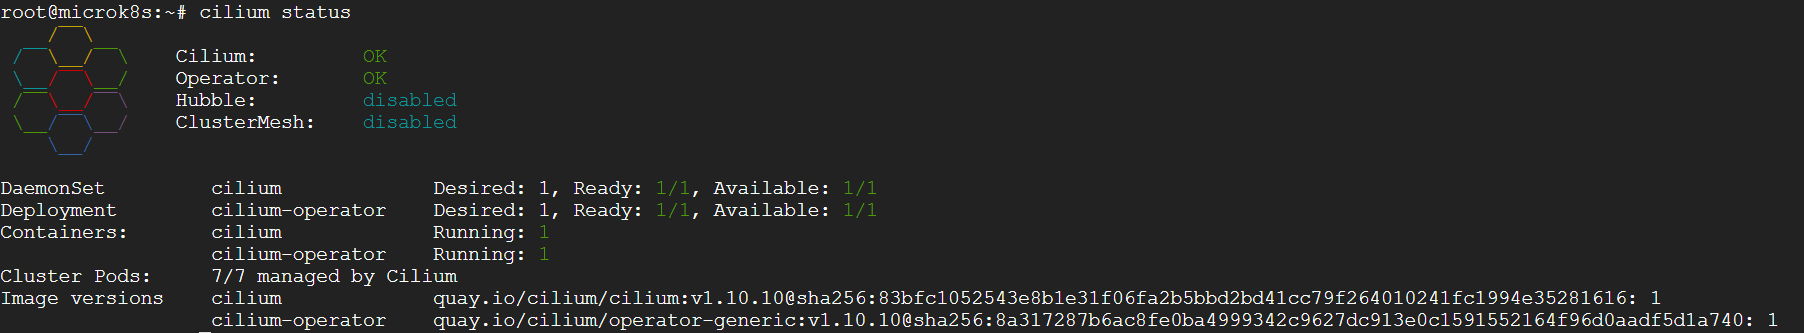 root@microk8s:~# cilium status
Cilium: OK
Operator: OK
Hubble: disabled
ClusterMesh: disabled
DaemonSet cilium Desired: 1, Ready: 1/1, Available: 1/1
Deployment cilium-operator Desired: 1, Ready: 1/1, Available: 1/1
Containers: cilium Running: 1
cilium-operator Running: 1
Cluster Pods: 7/7 managed by Cilium
Image versions cilium quay.io/cilium/cilium:v1.10.10@sha256:83bfc1052543e8b1e31f06fa2b5bbd2bd41cc79f264010241fc1994e35281616: 1
cilium-operator quay.io/cilium/operator-generic:v1.10.10@sha256:8a317287b6ac8fe0ba4999342c9627dc913e0c1591552164f96d0aadf5d1a740: 1